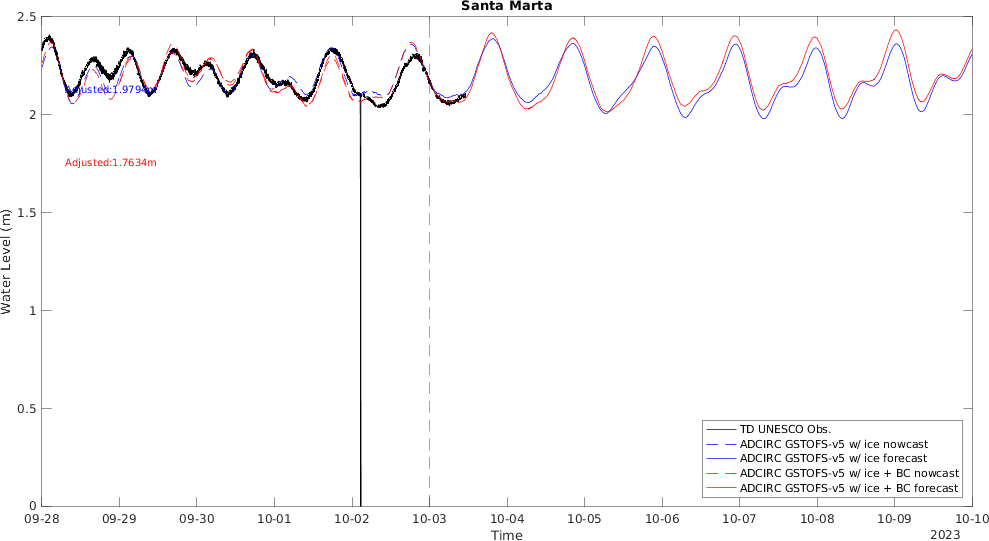 Santa Marta
2.5
2
1.5
1
0.5
0
Water Level (m)
Adjusted:1.9794m
Adjusted:1.7634m
TD UNESCO Obs.
ADCIRC GSTOFS-v5 w/ ice nowcast
ADCIRC GSTOFS-v5 w/ ice forecast
ADCIRC GSTOFS-v5 w/ ice + BC nowcast
ADCIRC GSTOFS-v5 w/ ice + BC forecast
09-28 09-29 09-30 10-01 10-02 10-03 10-04 10-05 10-06 10-07 10-08 10-09 10-10
Time
2023